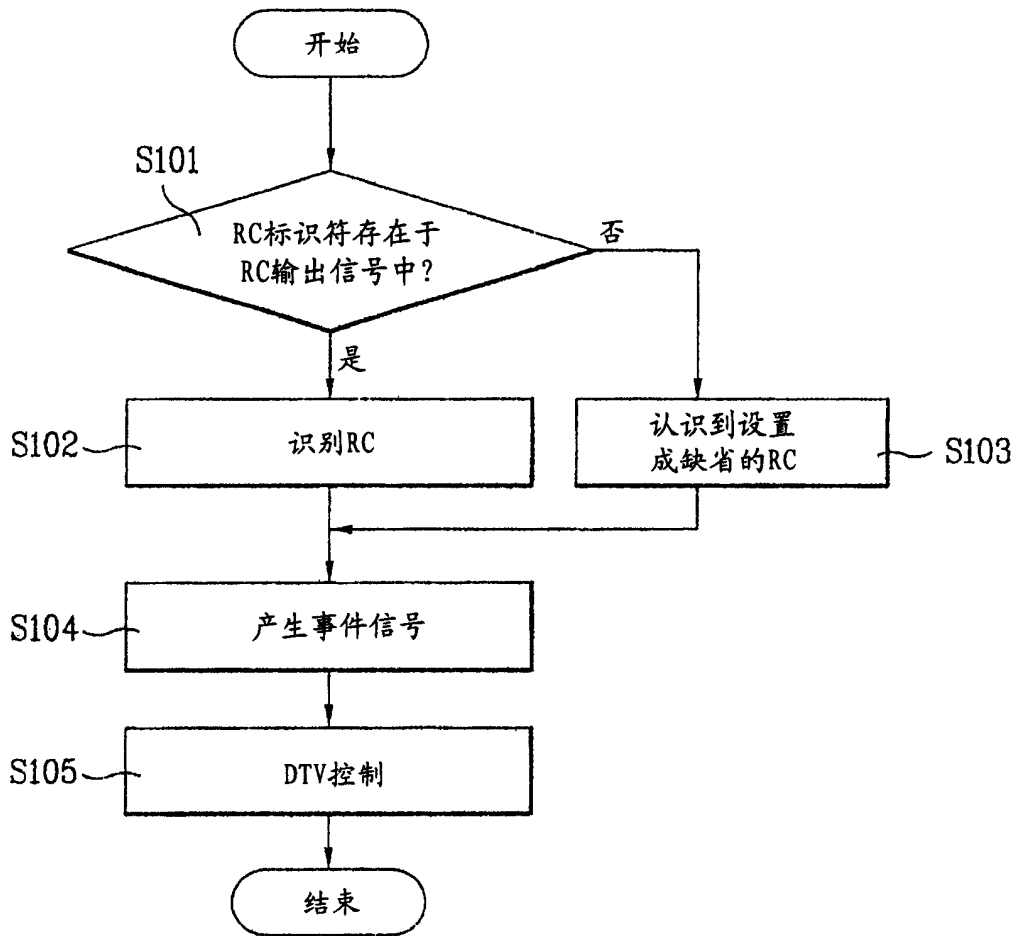 开始
S101
RC标识符存在于
RC输出信号中?
否
是
S102
识别RC
认识到设置
成缺省的RC
S103
S104
产生事件信号
S105
DTV控制
结束